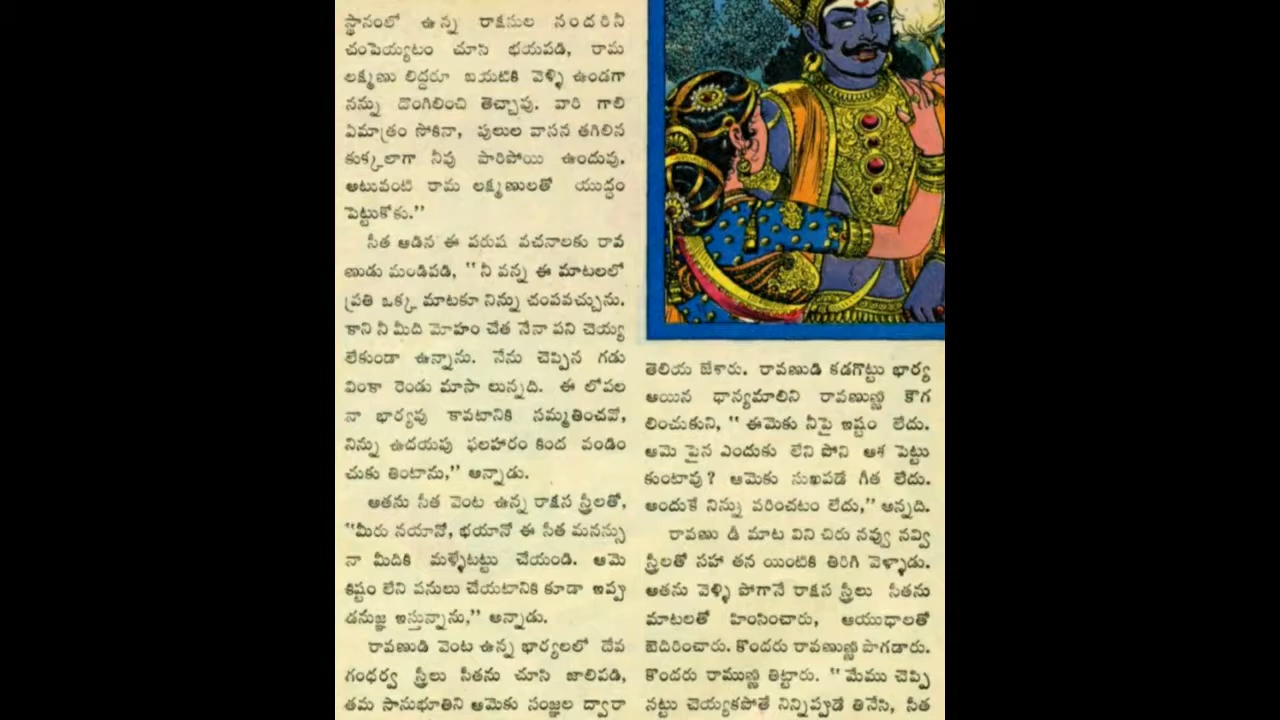 స్థానంలో ఉన్న రాక్షసుల నందరినీ
చంపెయ్యటం చూసి భయపడి, రామ
లక్ష్మణు లిద్దరూ బయటికి వెళ్ళి ఉండగా
నన్ను దొంగిలించి తెచ్చావు. వారి గాలి
ఏమాత్రం సోకినా, పులుల వాసన తగిలిన
కుక్కలాగా నీవు పారిపోయి ఉందువు.
అటువంటి రామ లక్ష్మణులతో యుద్ధం
పెట్టుకోకు.”
సీత ఆడిన ఈ పరుష వచనాలకు రావ
ణుడు మండిపడి, “నీ వన్న ఈ మాటలలో
ప్రతి ఒక్క మాటకూ నిన్ను చంపవచ్చును.
కాని నీ మీది మోహం చేత నేనా పని చెయ్య
లేకుండా ఉన్నాను. నేను చెప్పిన గడు
వింకా రెండు మాసా లున్నది. ఈ లోపల
నా భార్యవు కావటానికి సమ్మతించవో,
నిన్ను ఉదయపు ఫలహారం కింద వండిం
చుకు తింటాను,” అన్నాడు.
అతను సీత వెంట ఉన్న రాక్షస స్త్రీలతో,
“మీరు నయానో, భయానో ఈ సీత మనస్సు
నా మీదికి మళ్ళేటట్టు చేయండి. ఆమె
కిష్టం లేని పనులు చేయటానికి కూడా ఇప్పు
డనుజ్ఞ ఇస్తున్నాను,” అన్నాడు.
రావణుడి వెంట ఉన్న భార్యలలో దేవ
గంధర్వ స్త్రీలు సీతను చూసి జాలిపడి,
తమ సానుభూతిని ఆమెకు సంజ్ఞల ద్వారా
తెలియ జేశారు. రావణుడి కడగొట్టు భార్య
అయిన ధాన్యమాలిని రావణుణ్ణి కౌగ
లించుకుని, “ఈమెకు నీపై ఇష్టం లేదు.
ఆమె పైన ఎందుకు లేని పోని ఆశ పెట్టు
కుంటావు? ఆమెకు సుఖపడే గీత లేదు.
అందుకే నిన్ను వరించటం లేదు,” అన్నది.
రావణు డీ మాట విని చిరు నవ్వు నవ్వి
స్త్రీలతో సహా తన యింటికి తిరిగి వెళ్ళాడు.
అతను వెళ్ళి పోగానే రాక్షస స్త్రీలు సీతను
మాటలతో హింసించారు, ఆయుధాలతో
బెదిరించారు. కొందరు రావణుణ్ణి పొగడారు.
కొందరు రాముణ్ణి తిట్టారు. “మేము చెప్పి
నట్టు చెయ్యకపోతే నిన్నిప్పుడే తినేసి, సీత